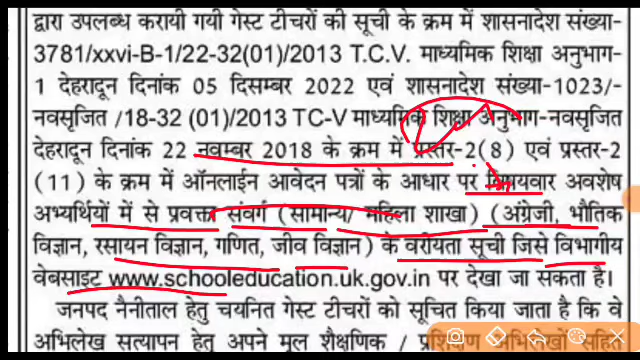 द्वारा उपलब्ध करायी गयी गेस्ट टीचरों की सूची के क्रम में शासनादेश संख्या-
3781/xxvi-B-1/22-32(01)/2013 T.C.V. माध्यमिक शिक्षा अनुभाग-
1 देहरादून दिनांक 05 दिसम्बर 2022 एवं शासनादेश संख्या-1023/-
नवसृजित /18-32 (01)/2013 TC-V माध्यमिक शिक्षा अनुभाग-नवसृजित
देहरादून दिनांक 22 नवम्बर 2018 के क्रम में प्रस्तर-2(8) एवं प्रस्तर-2
(11) के क्रम में ऑनलाईन आवेदन पत्रों के आधार पर विषयवार अवशेष
अभ्यर्थियों में से प्रवक्ता संवर्ग (सामान्य/ महिला शाखा) (अंग्रेजी, भौतिक
विज्ञान, रसायन विज्ञान, गणित, जीव विज्ञान) के वरीयता सूची जिसे विभागीय
वेबसाइट www.schooleducation.uk.gov.in पर देखा जा सकता है।
जनपद नैनीताल हेतु चयनित गेस्ट टीचरों को सूचित किया जाता है कि वे
अभिलेख सत्यापन हेतु अपने मूल शैक्षणिक / प्रशिक्षण अभिलेखों सहित